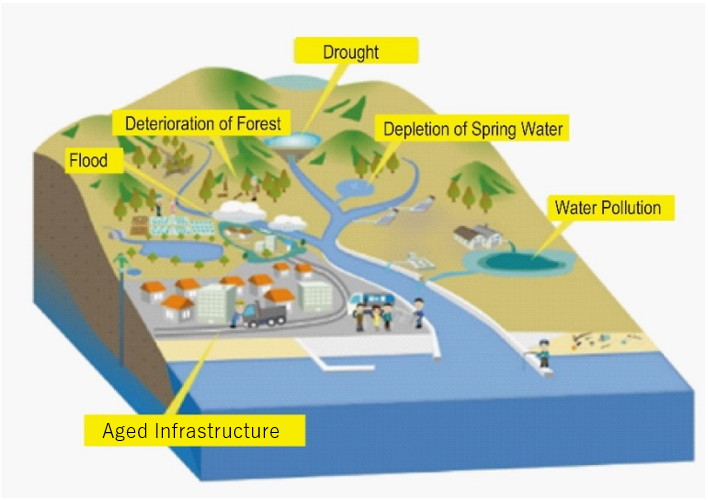 Drought
Deterioration of Forest
Depletion of Spring Water
Flood
Water Pollution
Aged Infrastructure